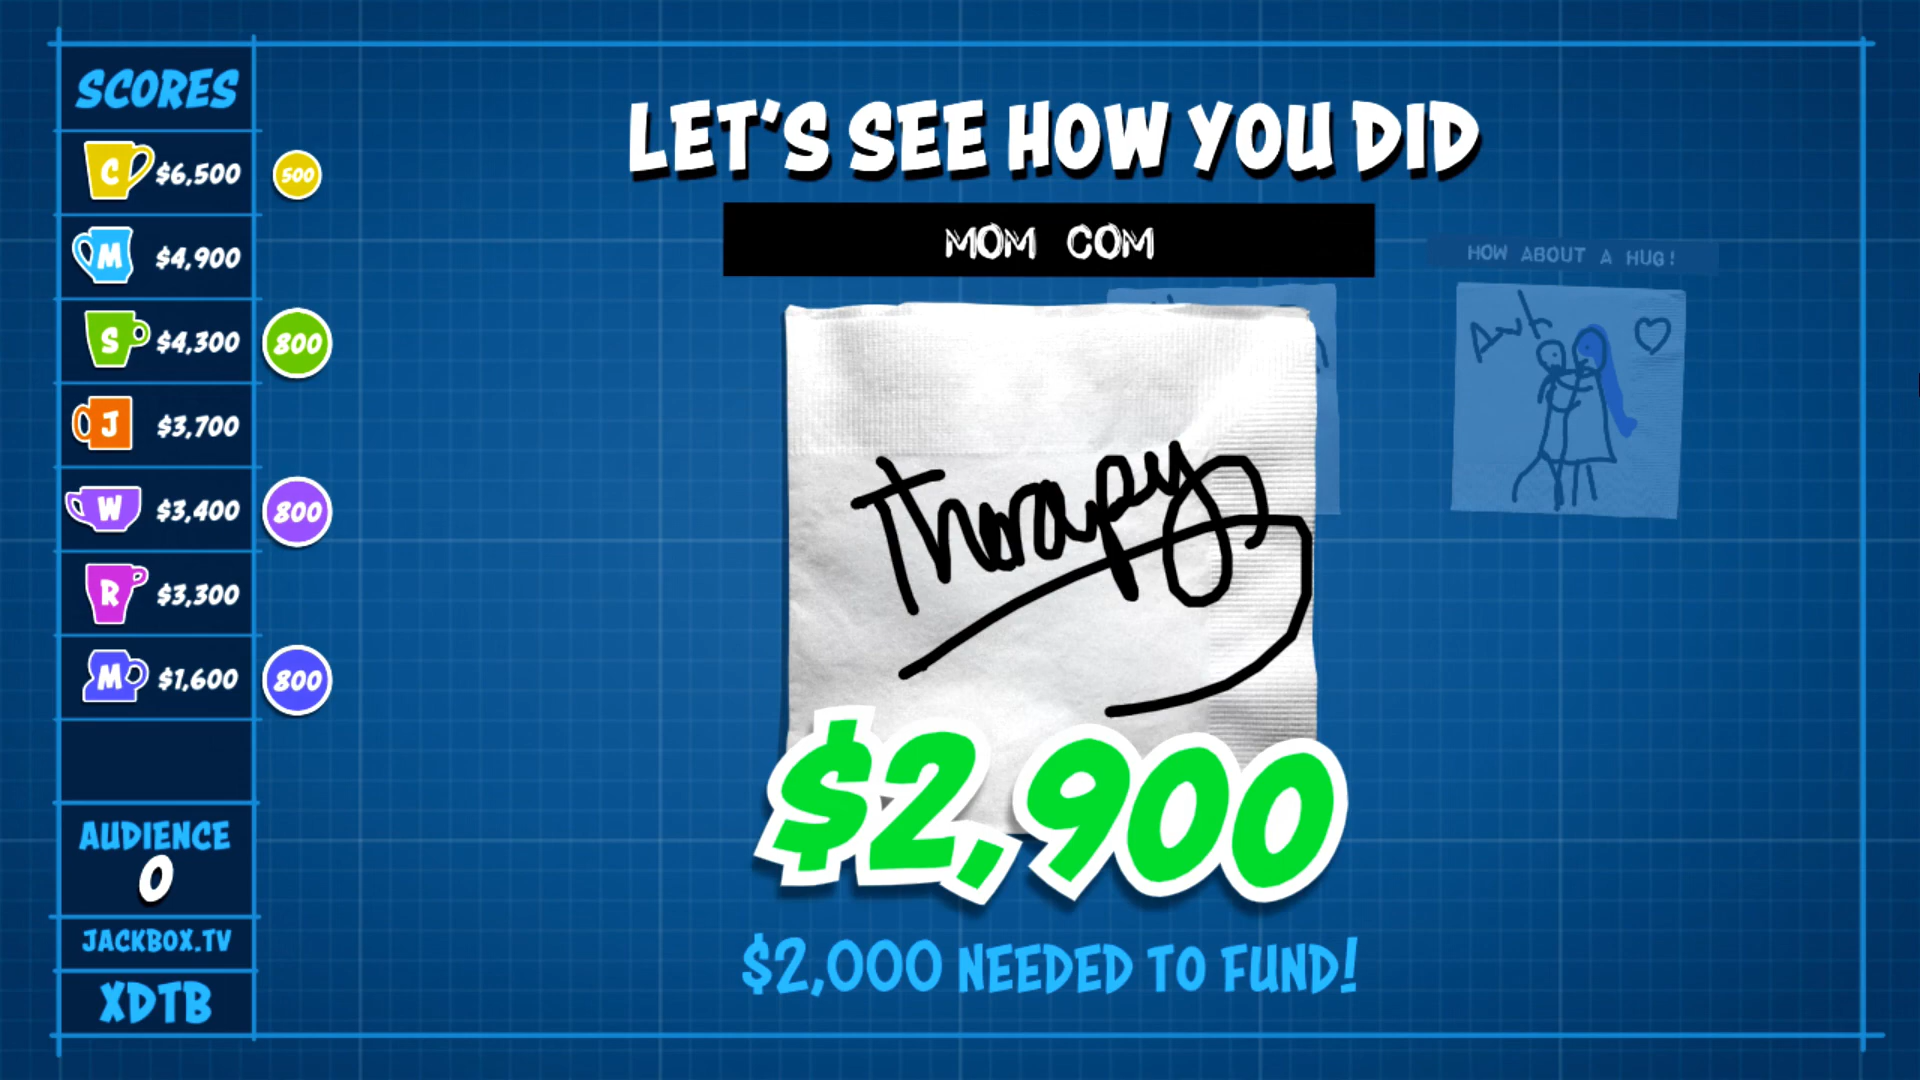 SCORES
C $6,500 500
M $4,900
S $4,300 800
J $3,700
W $3,400 800
R $3,300
M $1,600 800
AUDIENCE
0
JACKBOX.TV
XDTB
LET'S SEE HOW YOU DID
MOM COM
Therapy
$2,900
$2,000 NEEDED TO FUND!
HOW ABOUT A HUG!